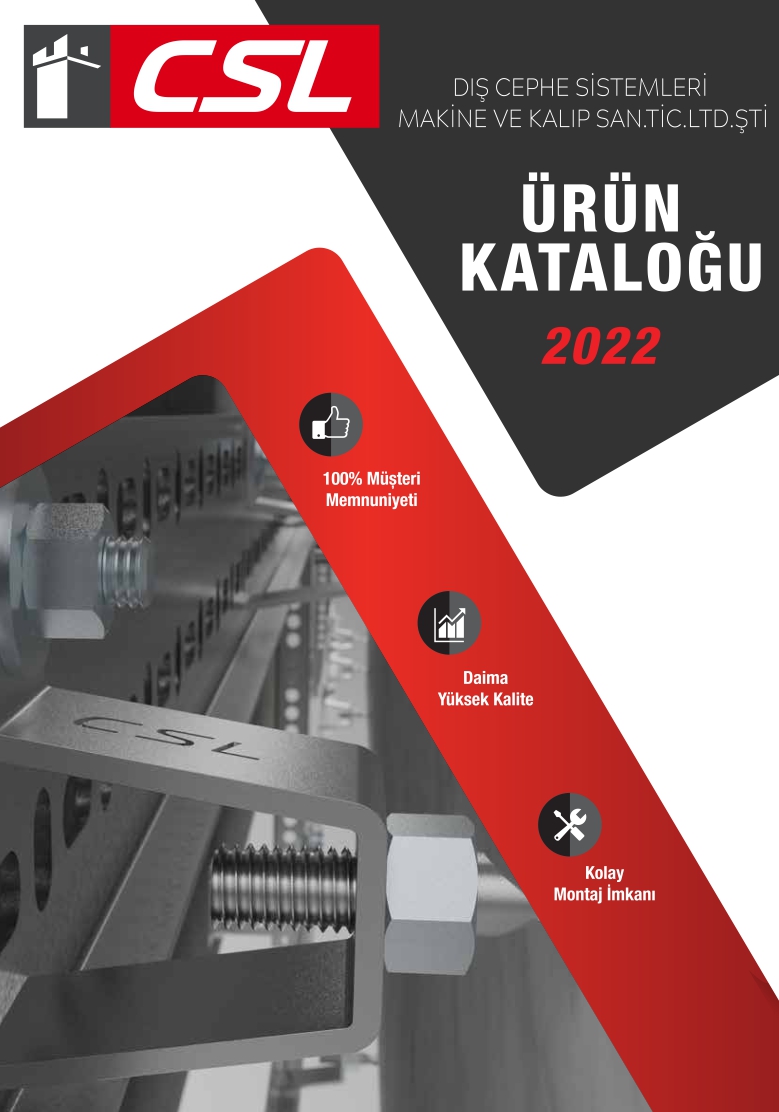 CSL
DIŞ CEPHE SİSTEMLERİ
MAKİNE VE KALIP SAN.TİC.LTD.ŞTİ
ÜRÜN
KATALOĞU
2022
100% Müşteri
Memnuniyeti
Daima
Yüksek Kalite
CSL
Kolay
Montaj İmkanı